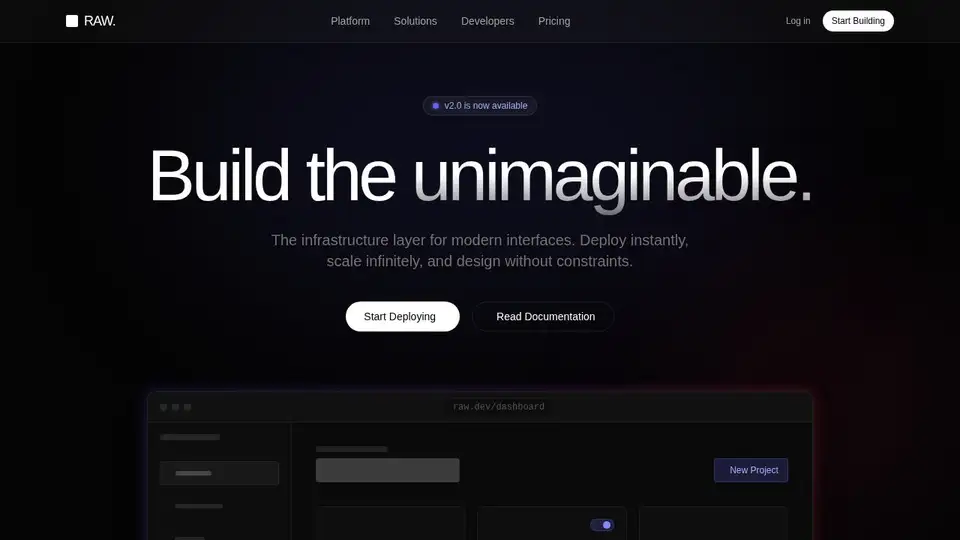 RAW.
Platform
Solutions
Developers
Pricing
Log in
Start Building
v2.0 is now available
Build the unimaginable.
The infrastructure layer for modern interfaces. Deploy instantly,
scale infinitely, and design without constraints.
Start Deploying
Read Documentation
raw.dev/dashboard
New Project